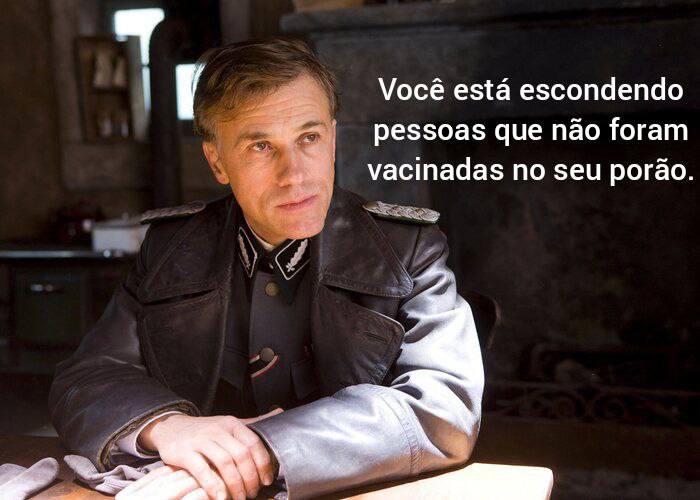 Você está escondendo
pessoas que não foram
vacinadas no seu porão.